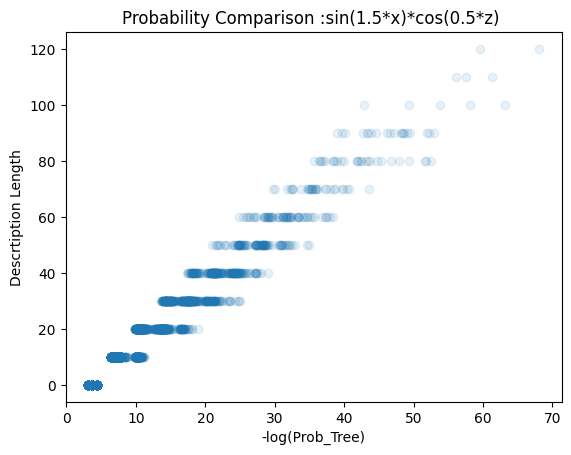 Probability Comparison :sin(1.5*x)*cos(0.5*z)
120
100
80
60
40
20
0
Descrtiption Length
0 10 20 30 40 50 60 70
-log(Prob_Tree)